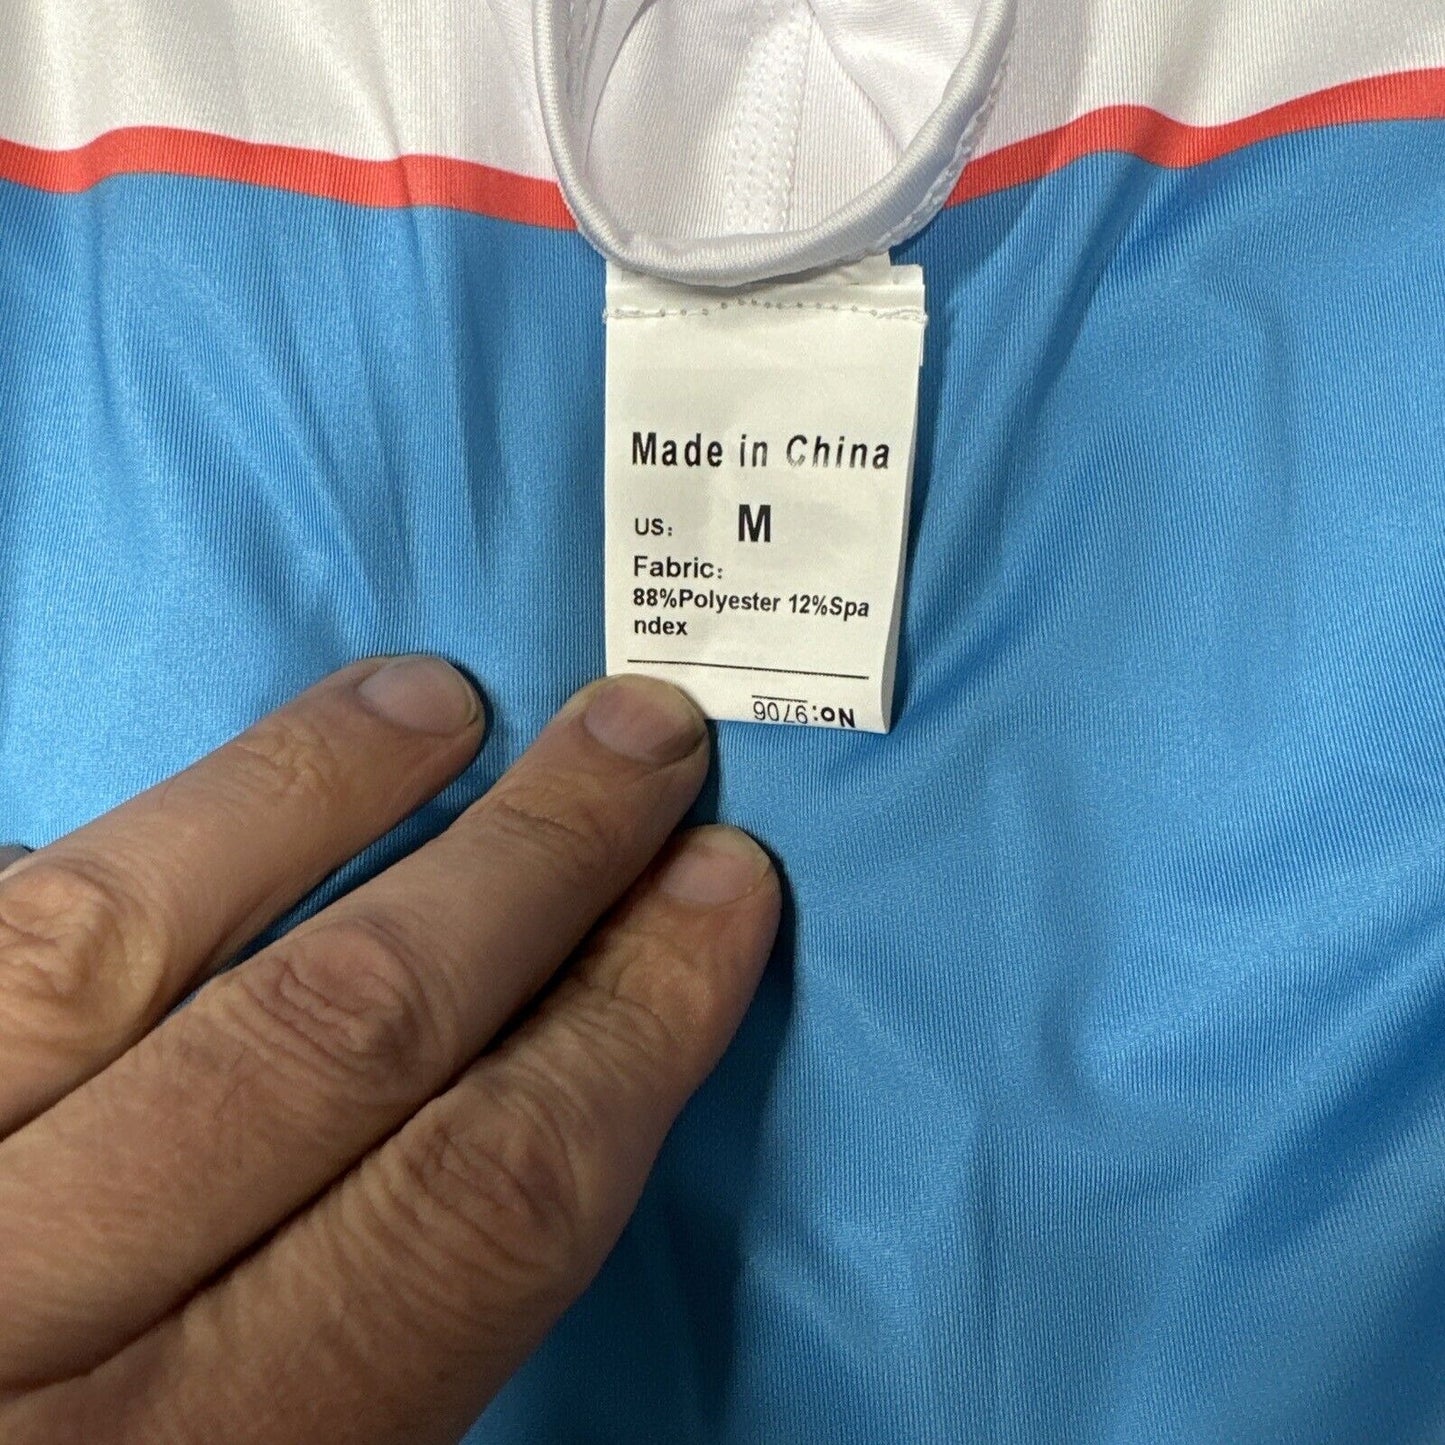 Made in China
US: M
Fabric:
88%Polyester 12%Spa
ndex
No:9706